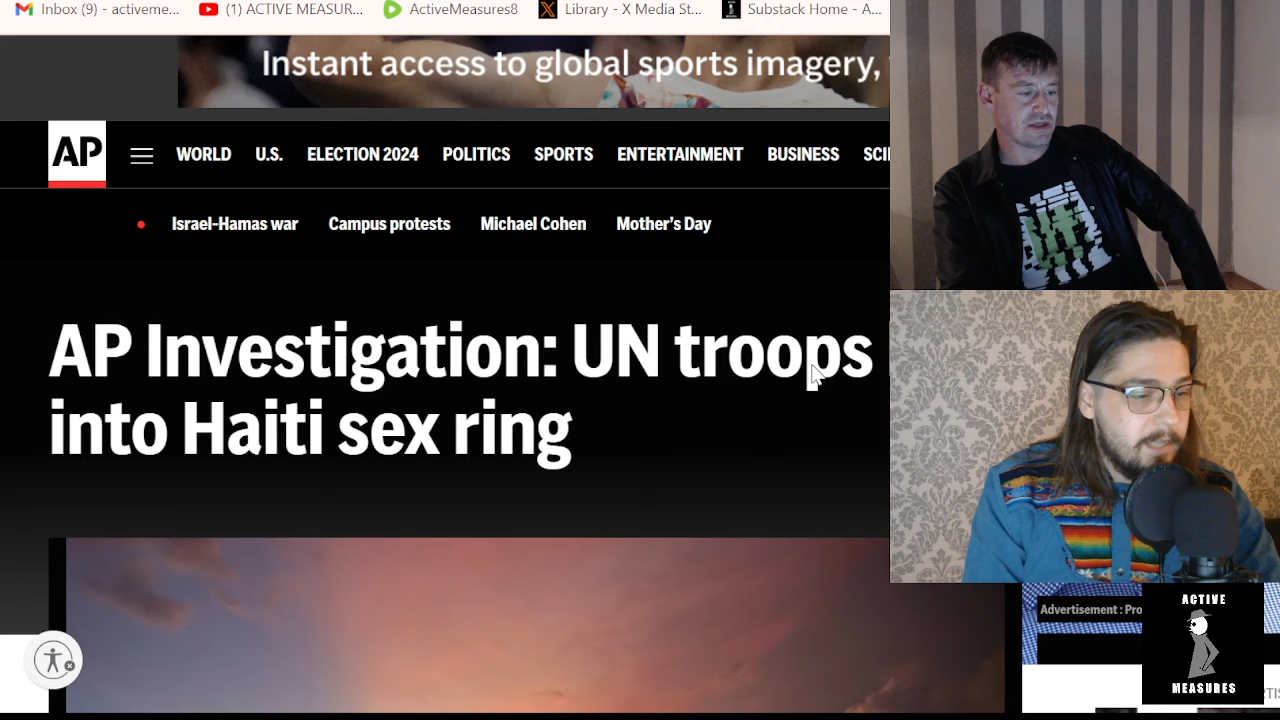 Inbox (9) - activeme...
(1) ACTIVE MEASUR...
ActiveMeasures8
Library - X Media St...
Substack Home - A...
Instant access to global sports imagery,
AP
WORLD U.S. ELECTION 2024 POLITICS SPORTS ENTERTAINMENT BUSINESS SCI
Israel-Hamas war Campus protests Michael Cohen Mother's Day
AP Investigation: UN troops
into Haiti sex ring
Advertisement : Pro
ACTIVE
MEASURES